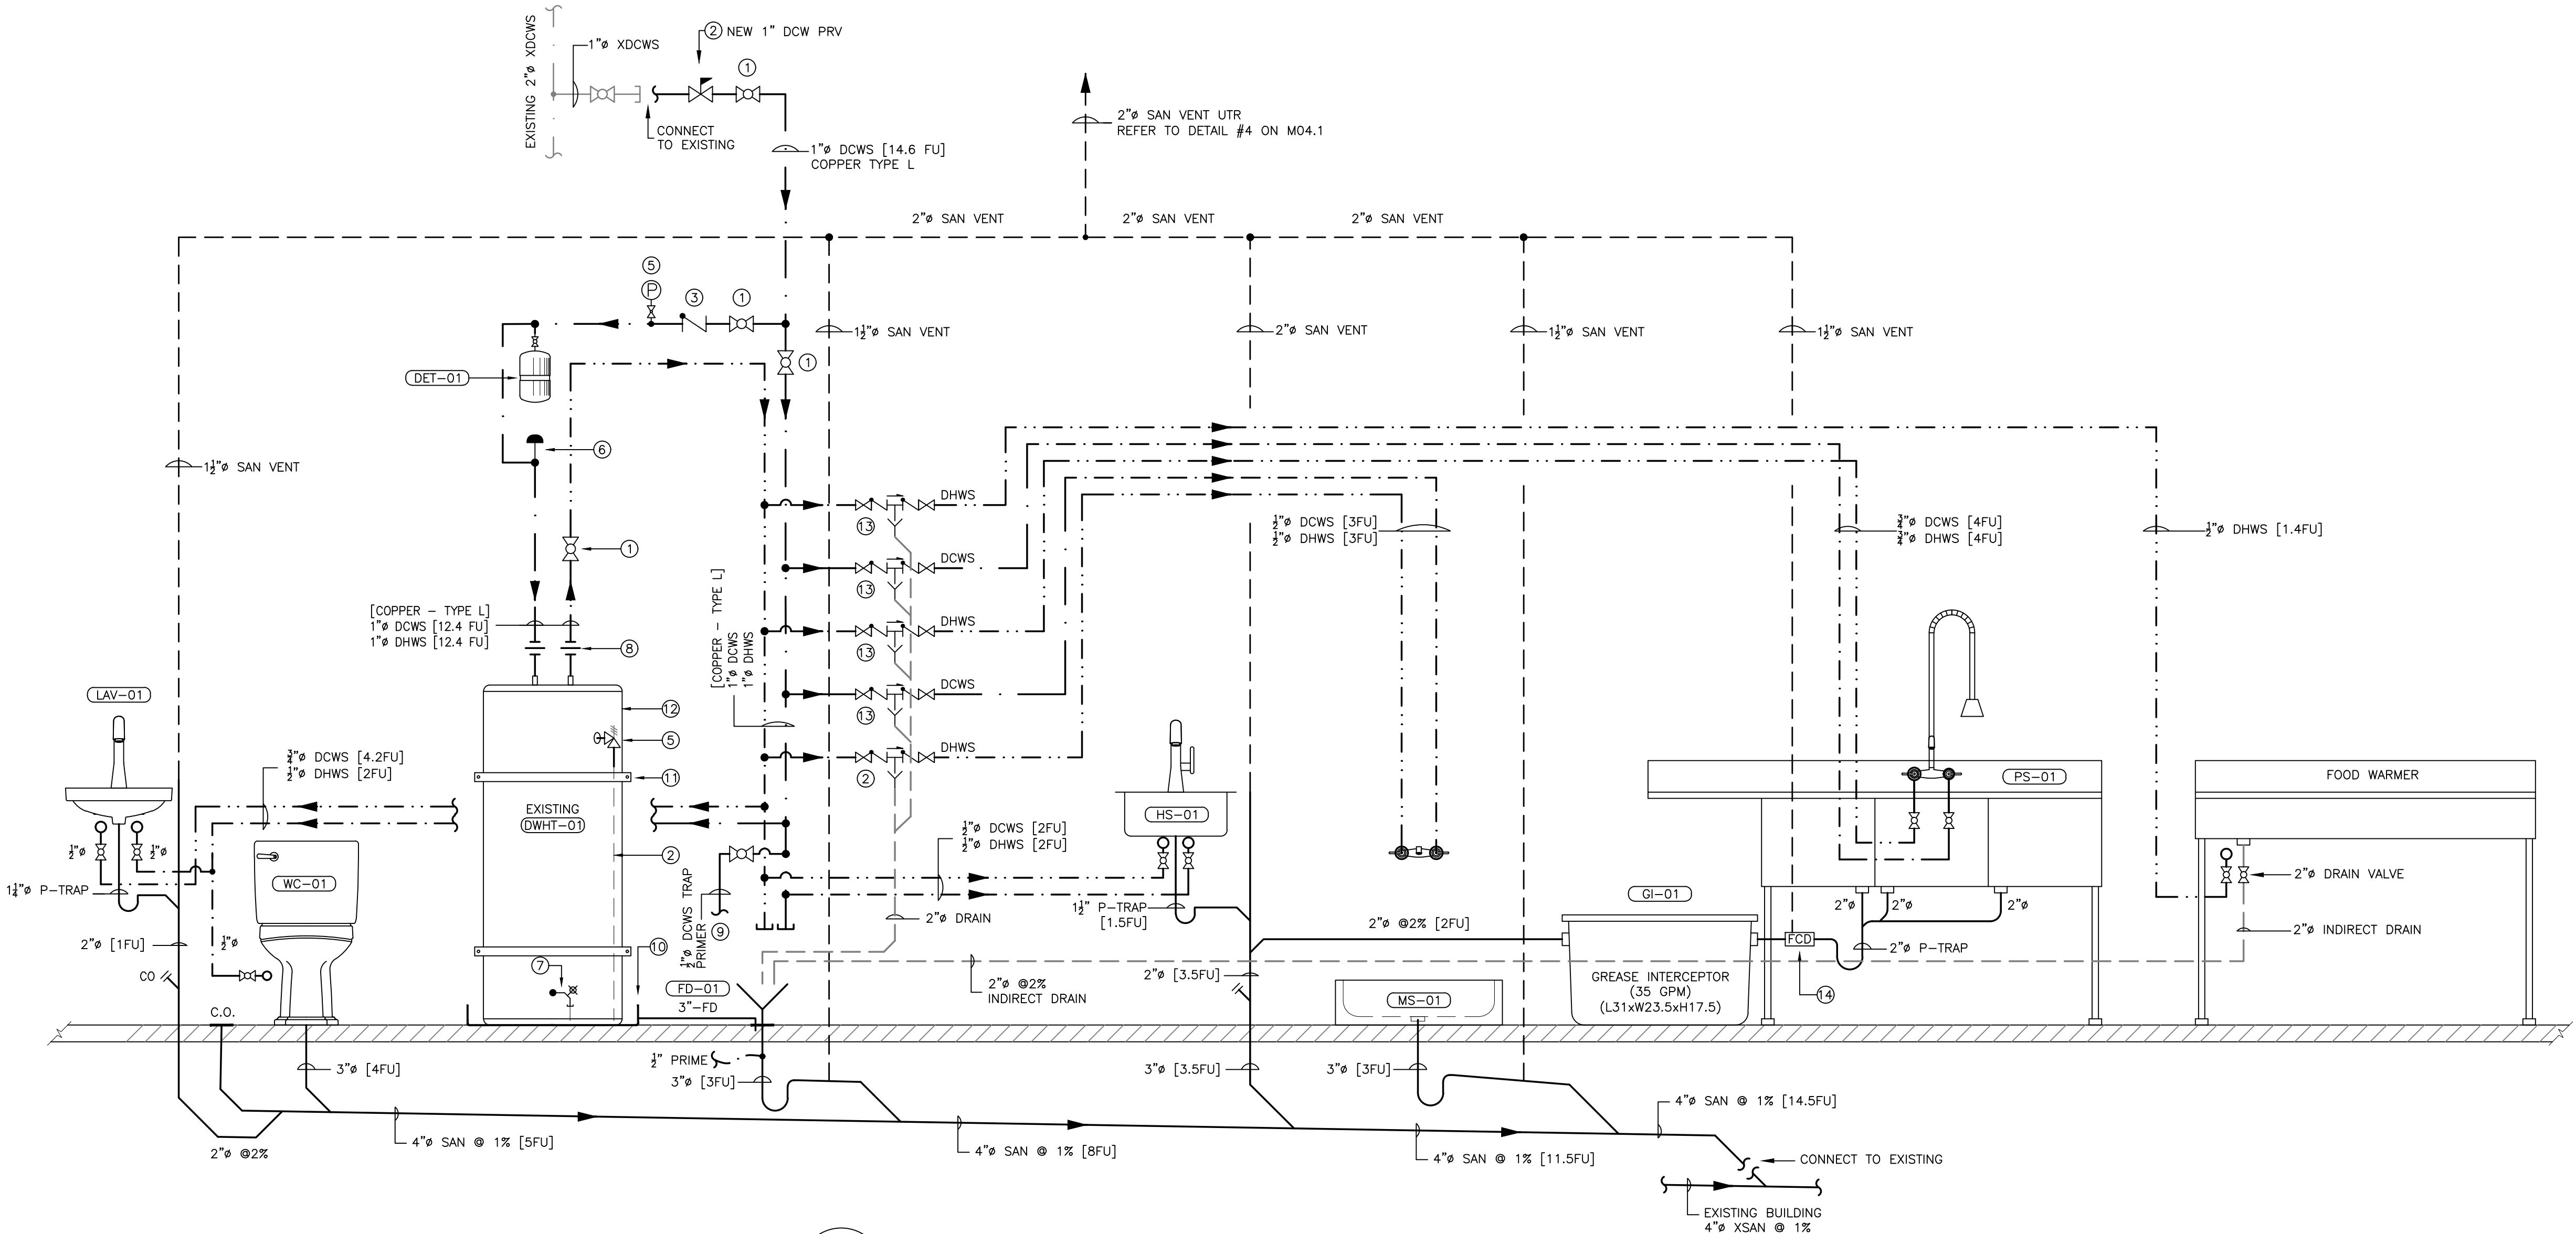 EXISTING 2"ø XDCWS
1"ø XDCWS
② NEW 1" DCW PRV
①
CONNECT
TO EXISTING
1"ø DCWS [14.6 FU]
COPPER TYPE L
2"ø SAN VENT UTR
REFER TO DETAIL #4 ON M04.1
2"ø SAN VENT
2"ø SAN VENT
2"ø SAN VENT
⑤
P
③
①
①
1½"ø SAN VENT
2"ø SAN VENT
1½"ø SAN VENT
1½"ø SAN VENT
DET-01
⑥
1½"ø SAN VENT
①
DHWS
⑬
DCWS
⑬
DHWS
⑬
DCWS
⑬
DHWS
②
½"ø DCWS [3FU]
½"ø DHWS [3FU]
¾"ø DCWS [4FU]
¾"ø DHWS [4FU]
½"ø DHWS [1.4FU]
[COPPER - TYPE L]
1"ø DCWS [12.4 FU]
1"ø DHWS [12.4 FU]
⑧
[COPPER - TYPE L]
1"ø DCWS
1"ø DHWS
LAV-01
⑫
⑤
⑪
¾"ø DCWS [4.2FU]
½"ø DHWS [2FU]
EXISTING
DWHT-01
②
½"ø
½"ø
1¼"ø P-TRAP
WC-01
2"ø [1FU]
½"ø
CO
C.O.
⑦
⑩
½"ø DCWS TRAP
PRIMER
⑨
FD-01
3"-FD
½"ø DCWS [2FU]
½"ø DHWS [2FU]
2"ø DRAIN
HS-01
1½" P-TRAP
[1.5FU]
2"ø @2%
INDIRECT DRAIN
2"ø [3.5FU]
2"ø @2% [2FU]
MS-01
GI-01
GREASE INTERCEPTOR
(35 GPM)
(L31xW23.5xH17.5)
FCD
⑭
PS-01
2"ø
2"ø
2"ø
2"ø P-TRAP
FOOD WARMER
2"ø DRAIN VALVE
2"ø INDIRECT DRAIN
3"ø [4FU]
½" PRIME
3"ø [3FU]
3"ø [3.5FU]
3"ø [3FU]
2"ø @2%
4"ø SAN @ 1% [5FU]
4"ø SAN @ 1% [8FU]
4"ø SAN @ 1% [11.5FU]
4"ø SAN @ 1% [14.5FU]
CONNECT TO EXISTING
EXISTING BUILDING
4"ø XSAN @ 1%